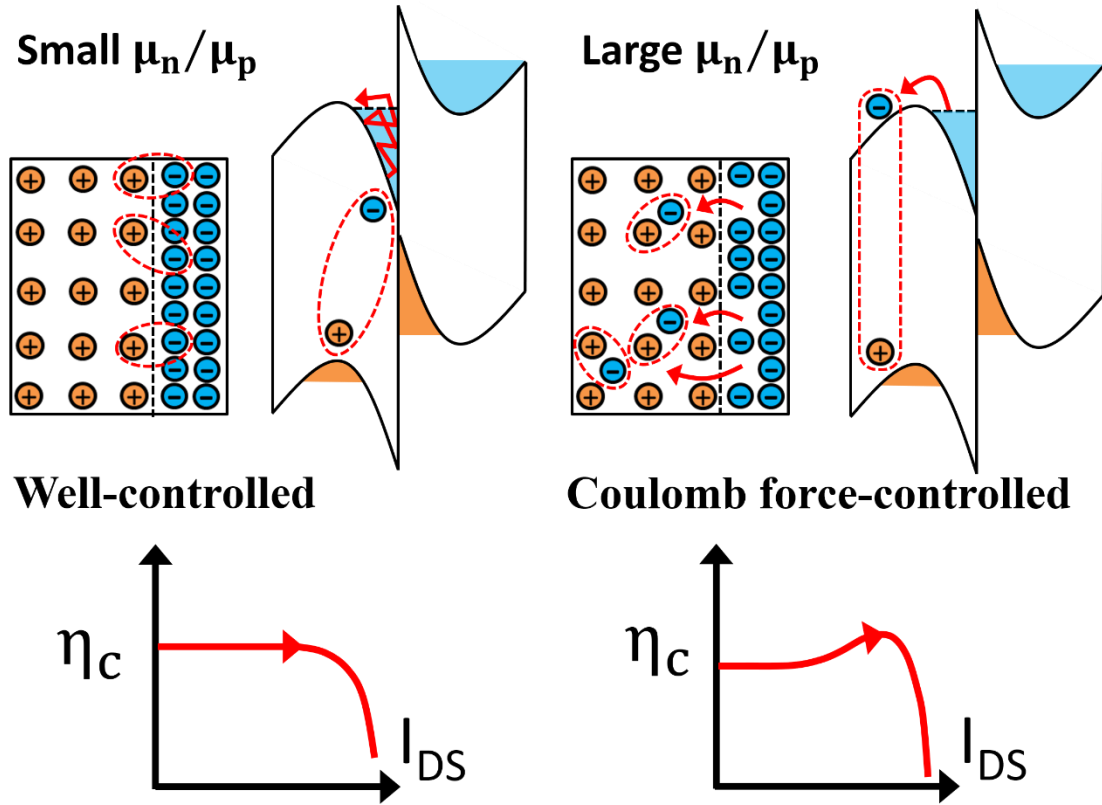 Small μn/μp
Large μn/μp
Well-controlled
Coulomb force-controlled
ηc
IDS
ηc
IDS